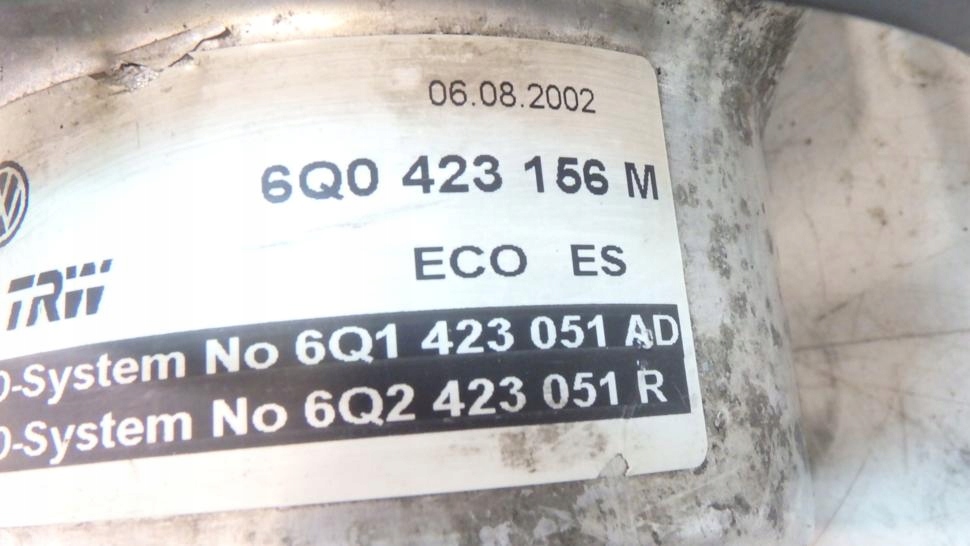 06.08.2002
6Q0 423 156 M
TRW
ECO ES
-System No 6Q1 423 051 AD
-System No 6Q2 423 051 R